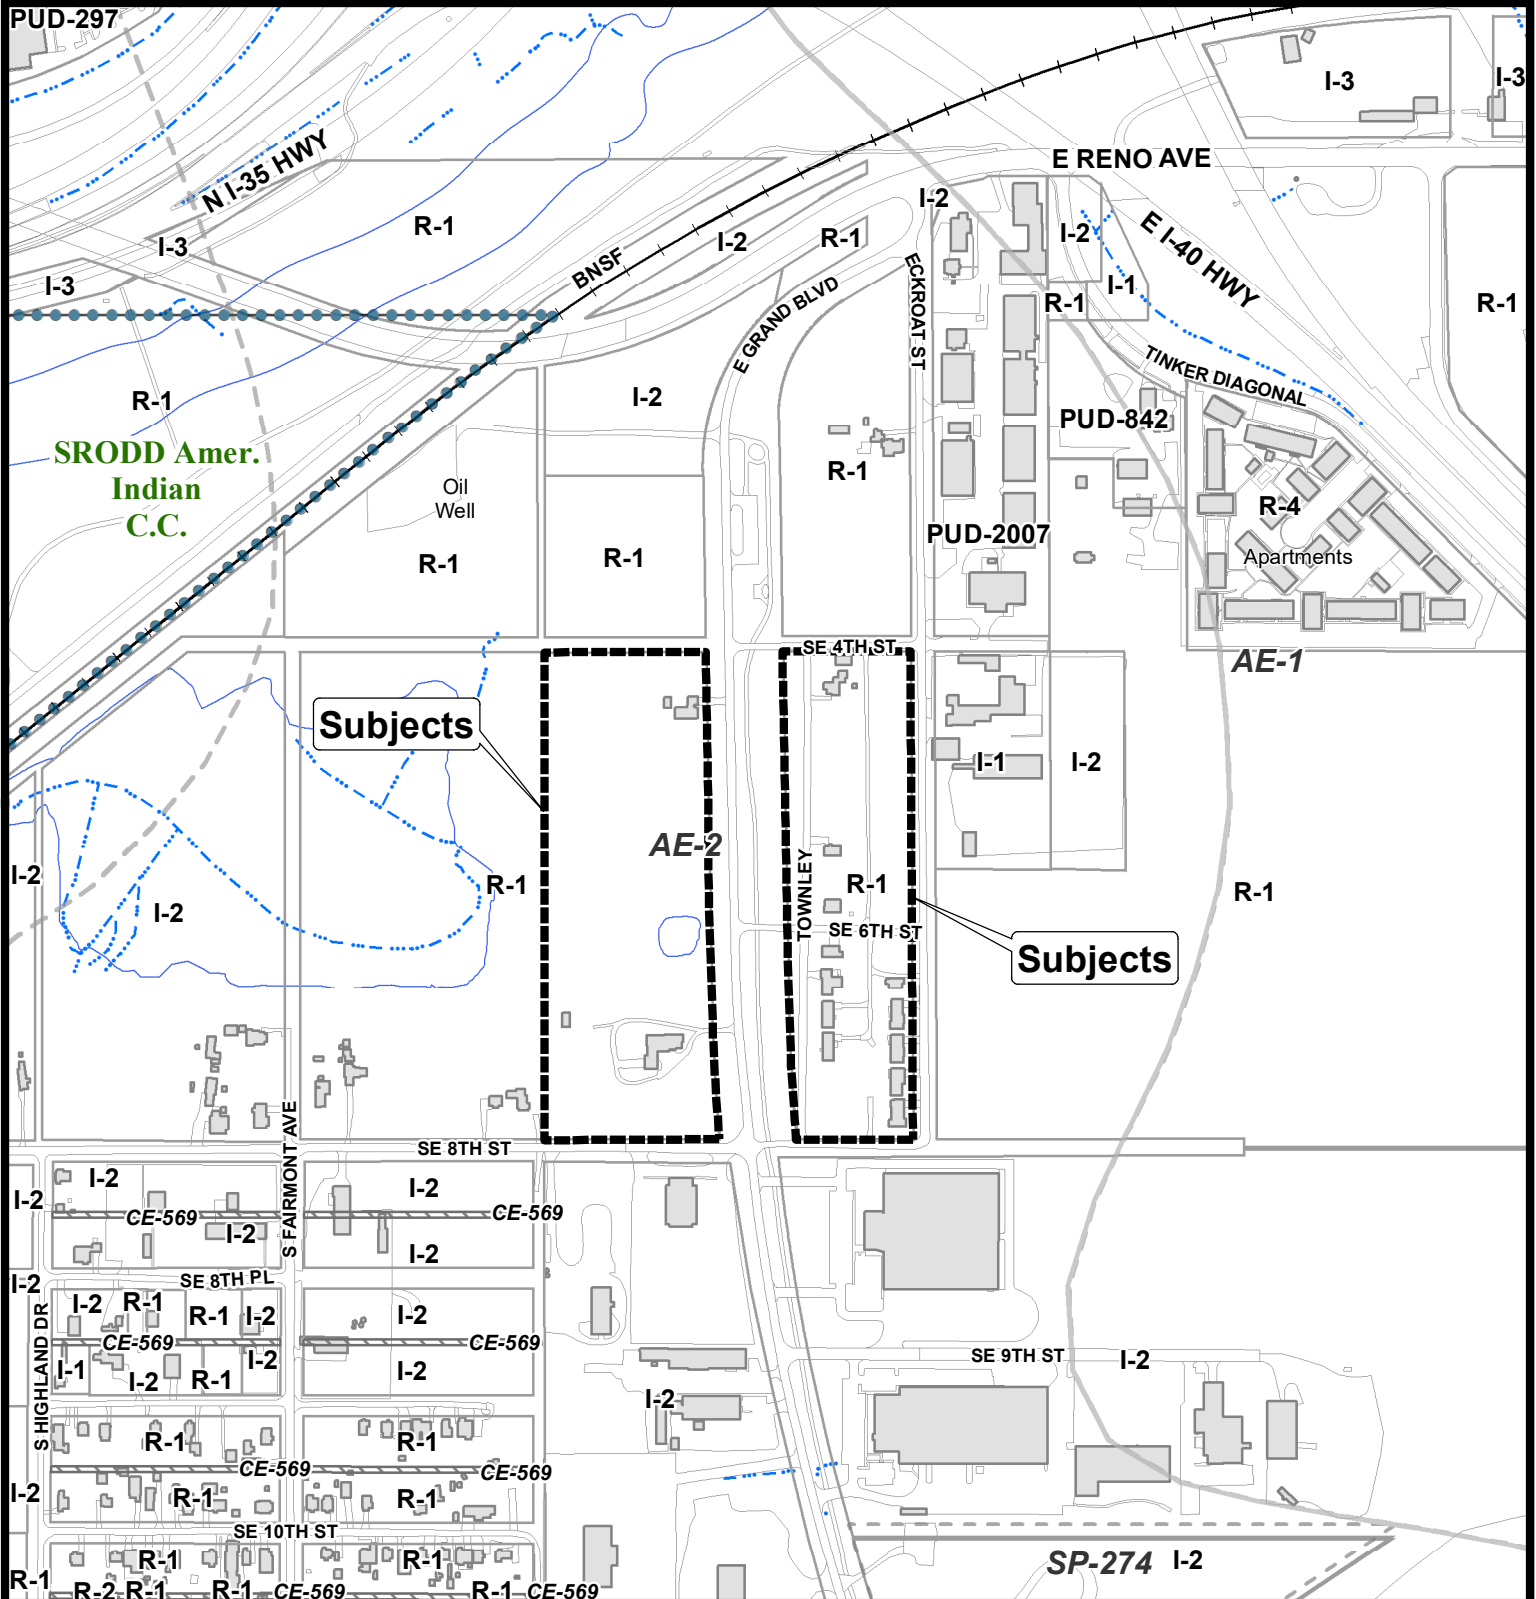 PUD-297
I-3
I-3
N I-35 HWY
E RENO AVE
I-2
R-1
I-2
R-1
I-2
E I-40 HWY
I-3
I-3
BNSF
E GRAND BLVD
ECKROAT ST
I-1
R-1
R-1
TINKER DIAGONAL
R-1
I-2
PUD-842
SRODD Amer.
Indian
C.C.
Oil
Well
R-1
R-4
Apartments
R-1
R-1
PUD-2007
SE 4TH ST
AE-1
Subjects
I-1
I-2
AE-2
TOWNLEY
I-2
R-1
R-1
R-1
I-2
SE 6TH ST
Subjects
SE 8TH ST
S FAIRMONT AVE
I-2
I-2
I-2
CE-569
CE-569
I-2
I-2
SE 8TH PL
I-2
I-2
R-1
R-1
I-2
I-2
S HIGHLAND DR
CE-569
CE-569
SE 9TH ST
I-2
I-1
I-2
R-1
I-2
I-2
I-2
R-1
R-1
CE-569
CE-569
I-2
R-1
R-1
SE 10TH ST
R-1
R-1
SP-274
I-2
R-1
R-2
R-1
R-1
CE-569
R-1
CE-569